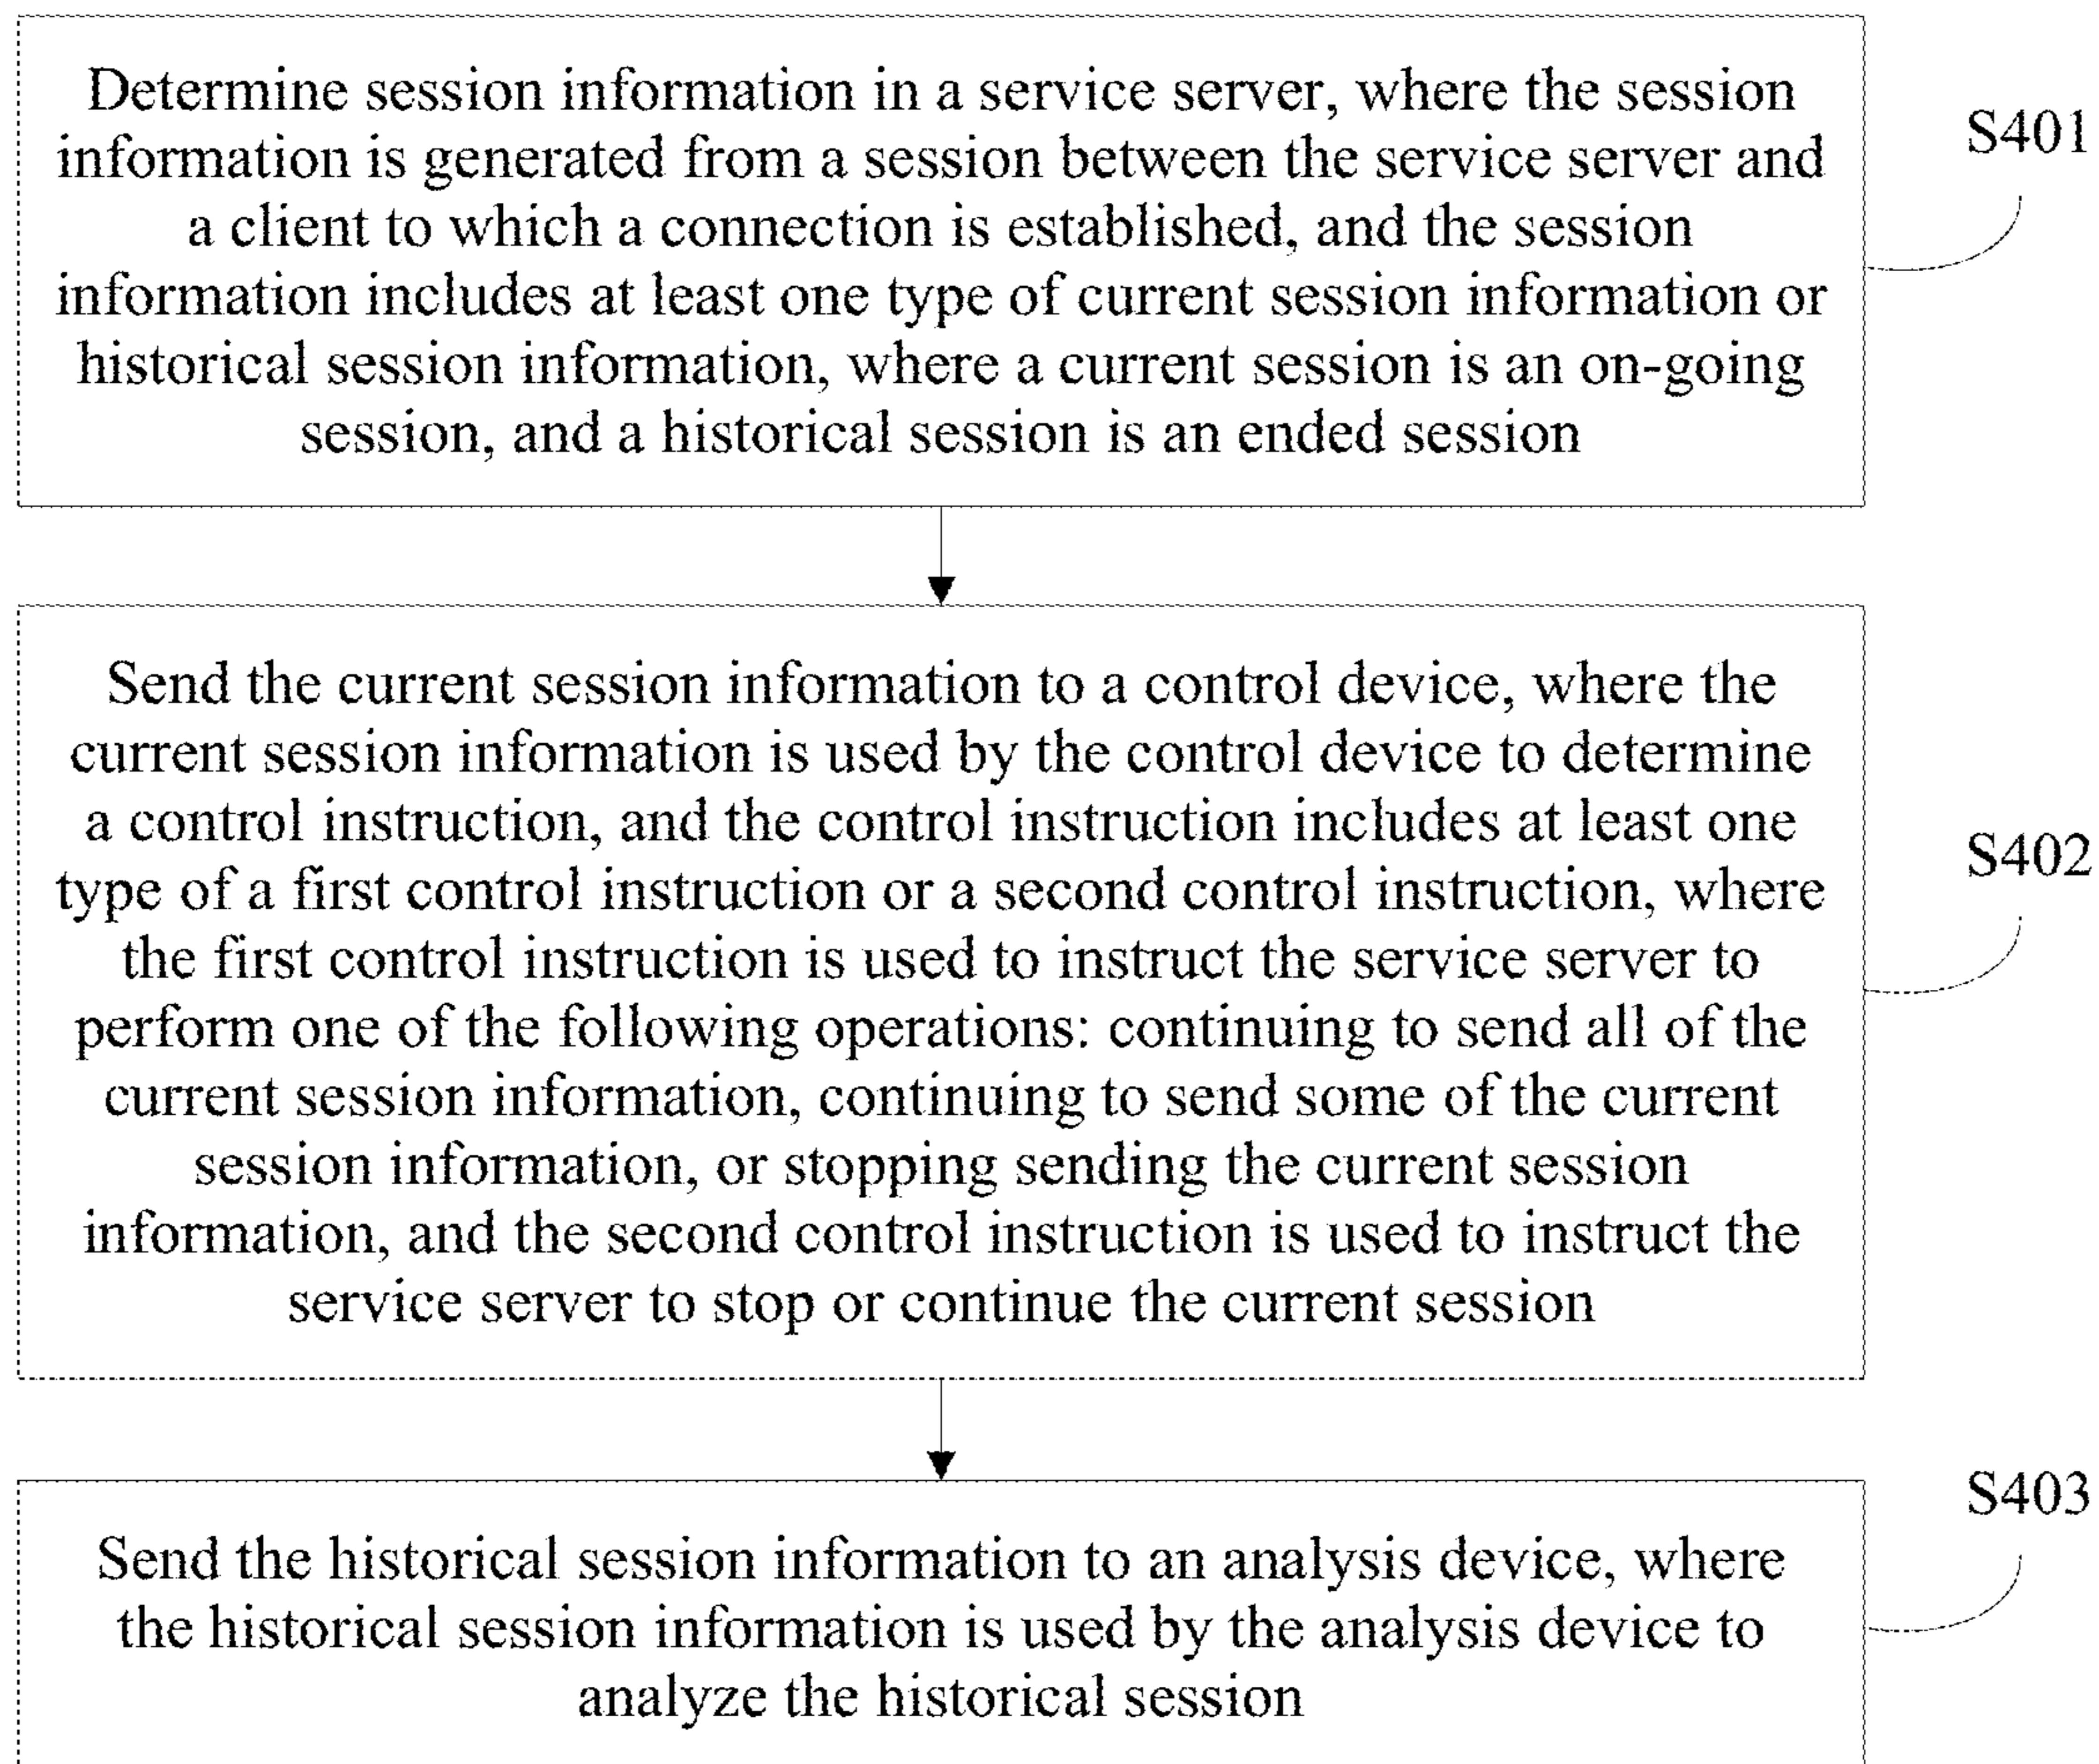 Determine session information in a service server, where the session
information is generated from a session between the service server and
a client to which a connection is established, and the session
information includes at least one type of current session information or
historical session information, where a current session is an on-going
session, and a historical session is an ended session
S401
Send the current session information to a control device, where the
current session information is used by the control device to determine
a control instruction, and the control instruction includes at least one
type of a first control instruction or a second control instruction, where
the first control instruction is used to instruct the service server to
perform one of the following operations: continuing to send all of the
current session information, continuing to send some of the current
session information, or stopping sending the current session
information, and the second control instruction is used to instruct the
service server to stop or continue the current session
S402
Send the historical session information to an analysis device, where
the historical session information is used by the analysis device to
analyze the historical session
S403